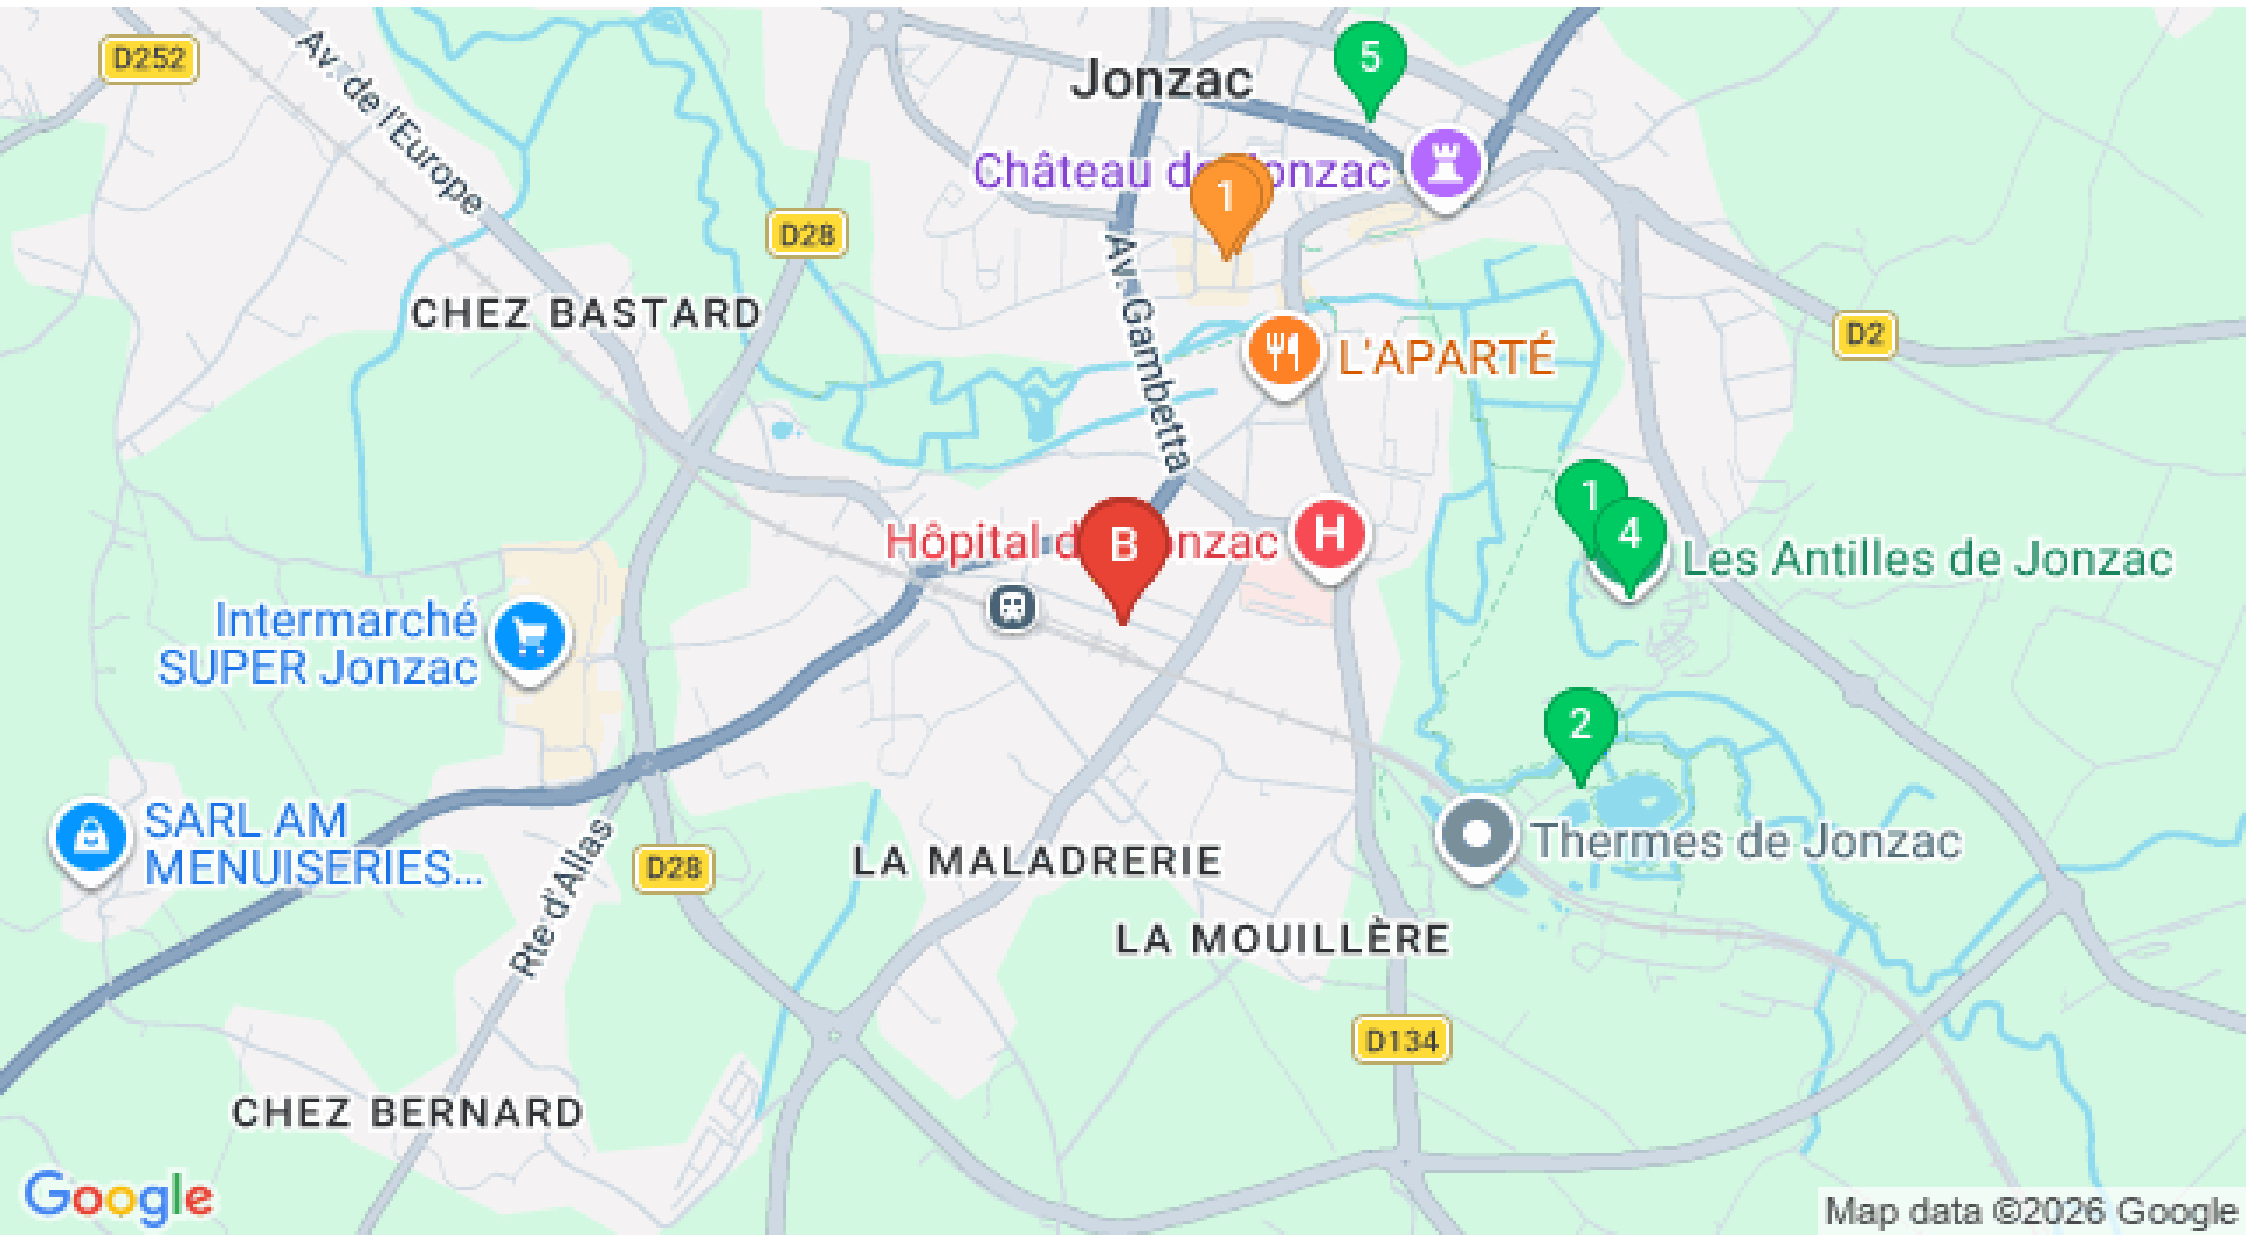 D252
Av. de l'Europe
Jonzac
5
Château de Jonzac
1
D28
CHEZ BASTARD
Av. Gambetta
L'APARTÉ
D2
1
4
Hôpital de Jonzac
B
H
Les Antilles de Jonzac
Intermarché
SUPER Jonzac
2
SARL AM
MENUISERIES...
Thermes de Jonzac
D28
Rte d'Allas
LA MALADRERIE
LA MOUILLÈRE
D134
CHEZ BERNARD
Google
Map data ©2026 Google